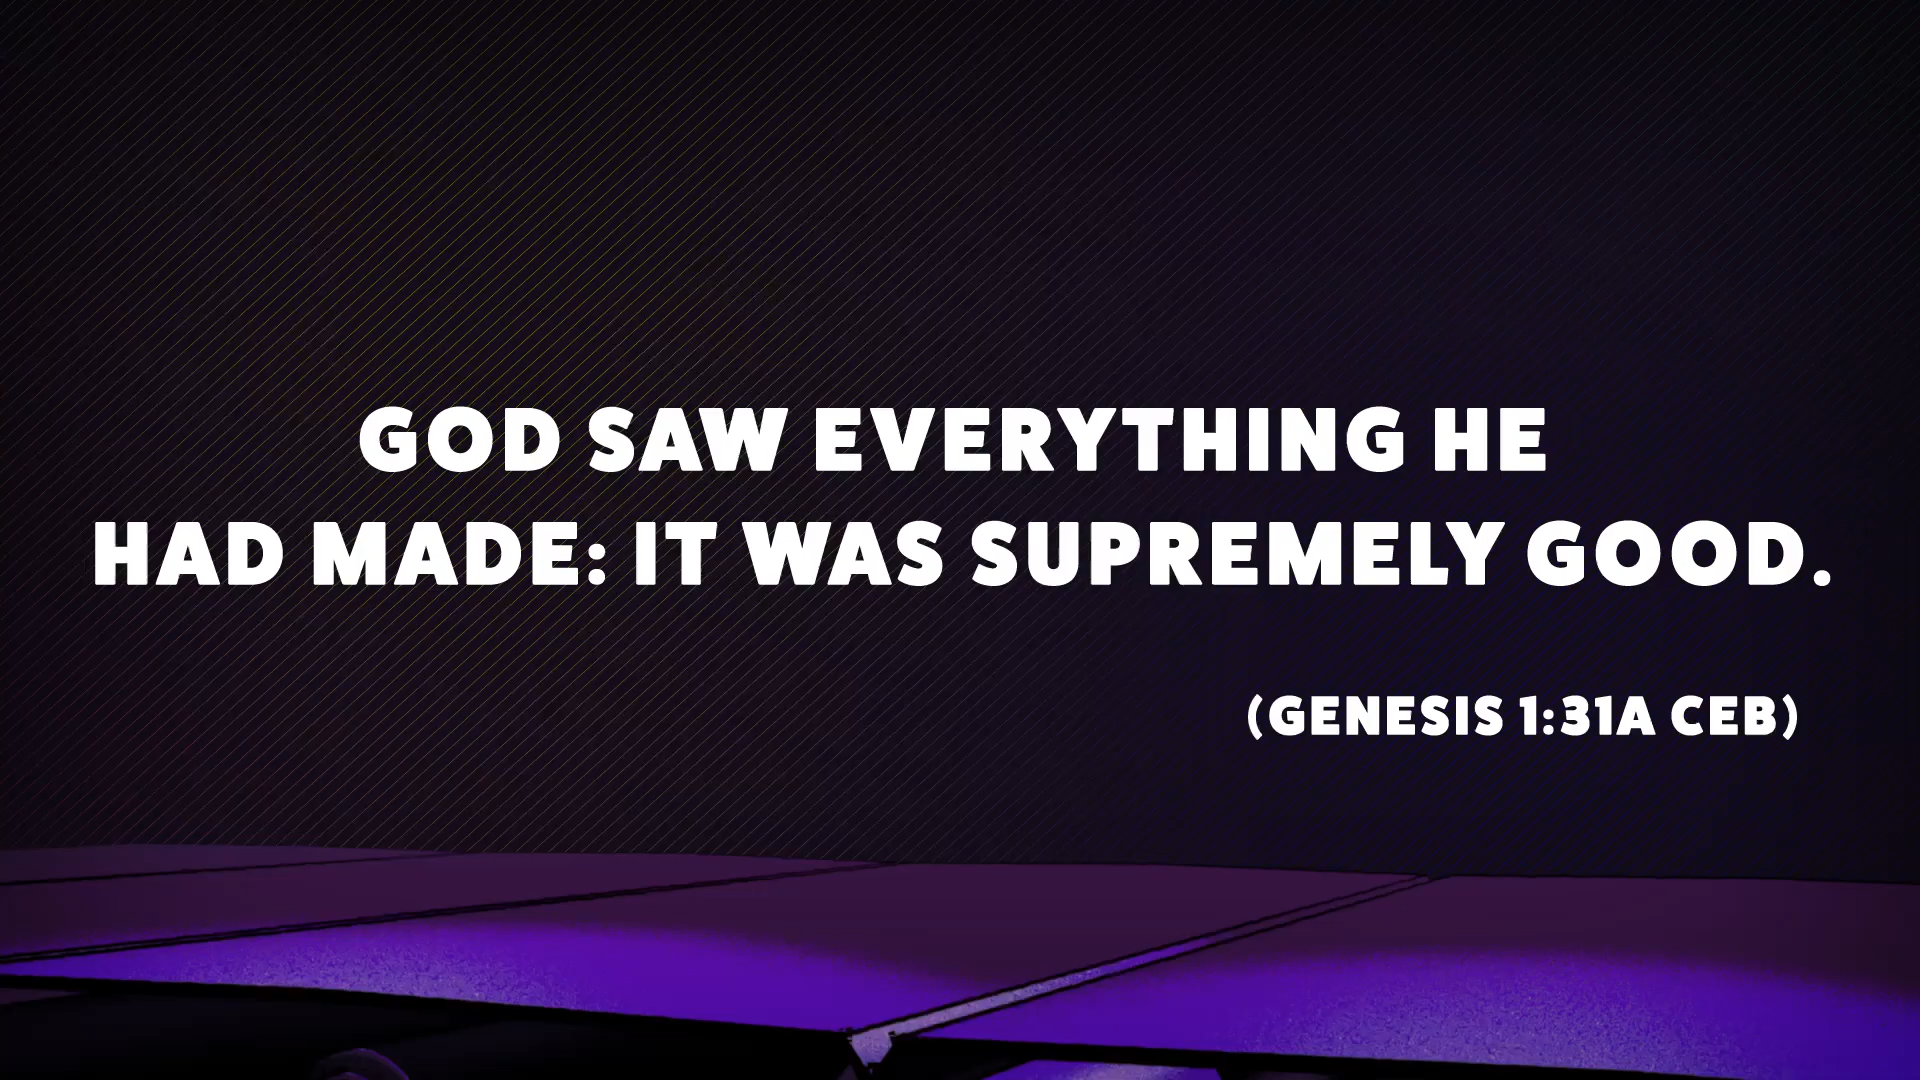 GOD SAW EVERYTHING HE
HAD MADE: IT WAS SUPREMELY GOOD.
(GENESIS 1:31A CEB)